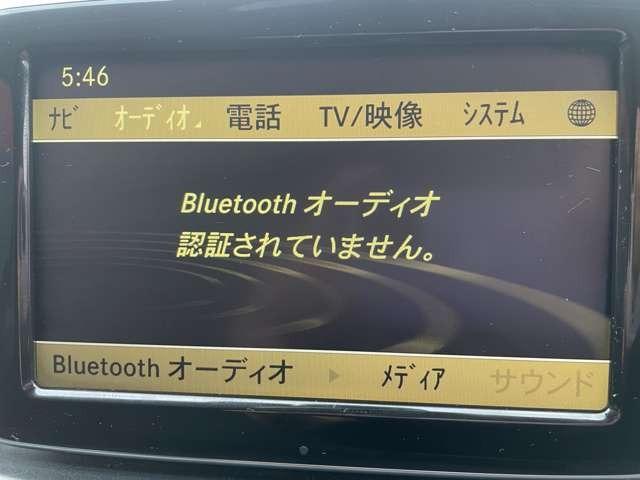 5:46
ﾅﾋﾞ ｵｰﾃﾞｨｵ 電話 TV/映像 ｼｽﾃﾑ
Bluetooth オーディオ
認証されていません。
Bluetooth オーディオ ﾒﾃﾞｨｱ サウンド